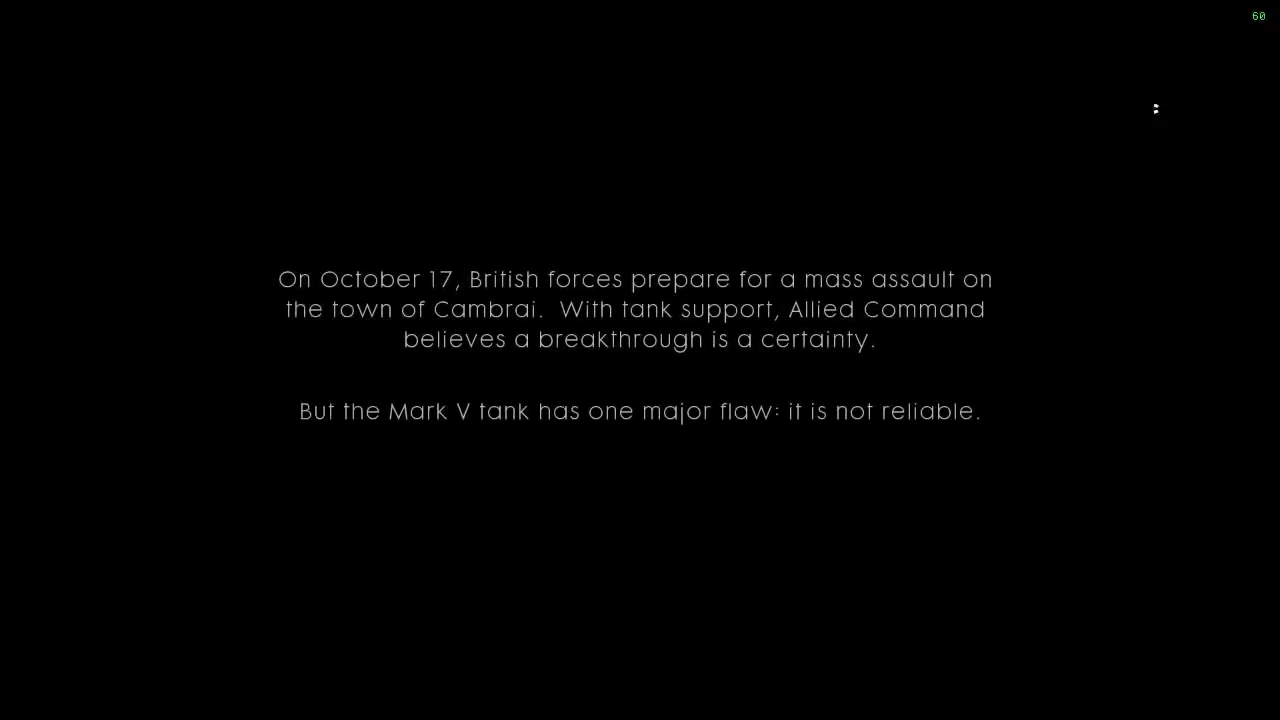 60
On October 17, British forces prepare for a mass assault on
the town of Cambrai.  With tank support, Allied Command
believes a breakthrough is a certainty.
But the Mark V tank has one major flaw: it is not reliable.